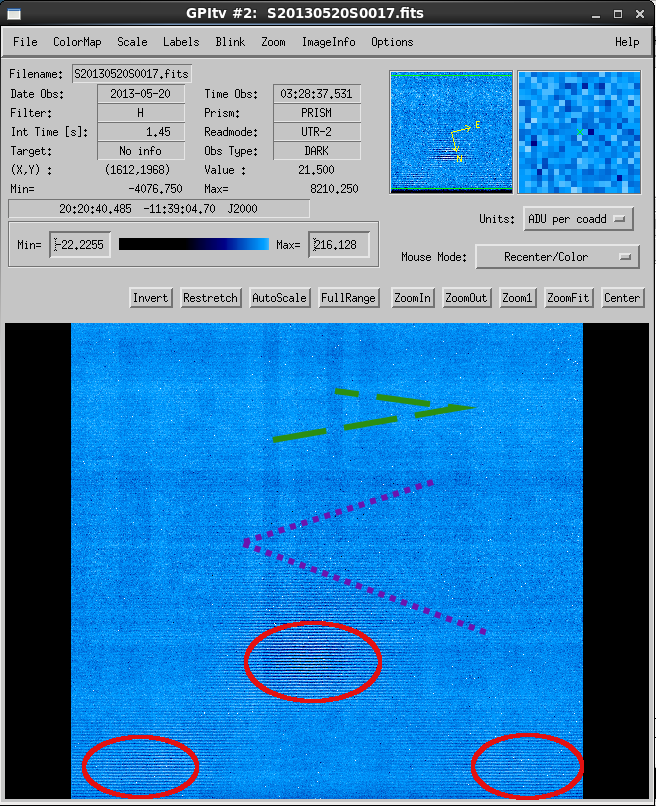 GPItv #2: S20130520S0017.fits
File ColorMap Scale Labels Blink Zoom ImageInfo Options Help
Filename: S20130520S0017.fits
Date Obs: 2013-05-20 Time Obs: 03:28:37.531
Filter: H Prism: PRISM
Int Time [s]: 1.45 Readmode: UTR-2
Target: No info Obs Type: DARK
(X,Y) : (1612,1968) Value : 21.500
Min= -4076.750 Max= 8210.250
20:20:40.485 -11:39:04.70 J2000
E
N
Units: ADU per coadd
Min= -22.2255 Max= 216.128
Mouse Mode: Recenter/Color
Invert Restretch AutoScale FullRange ZoomIn ZoomOut Zoom1 ZoomFit Center